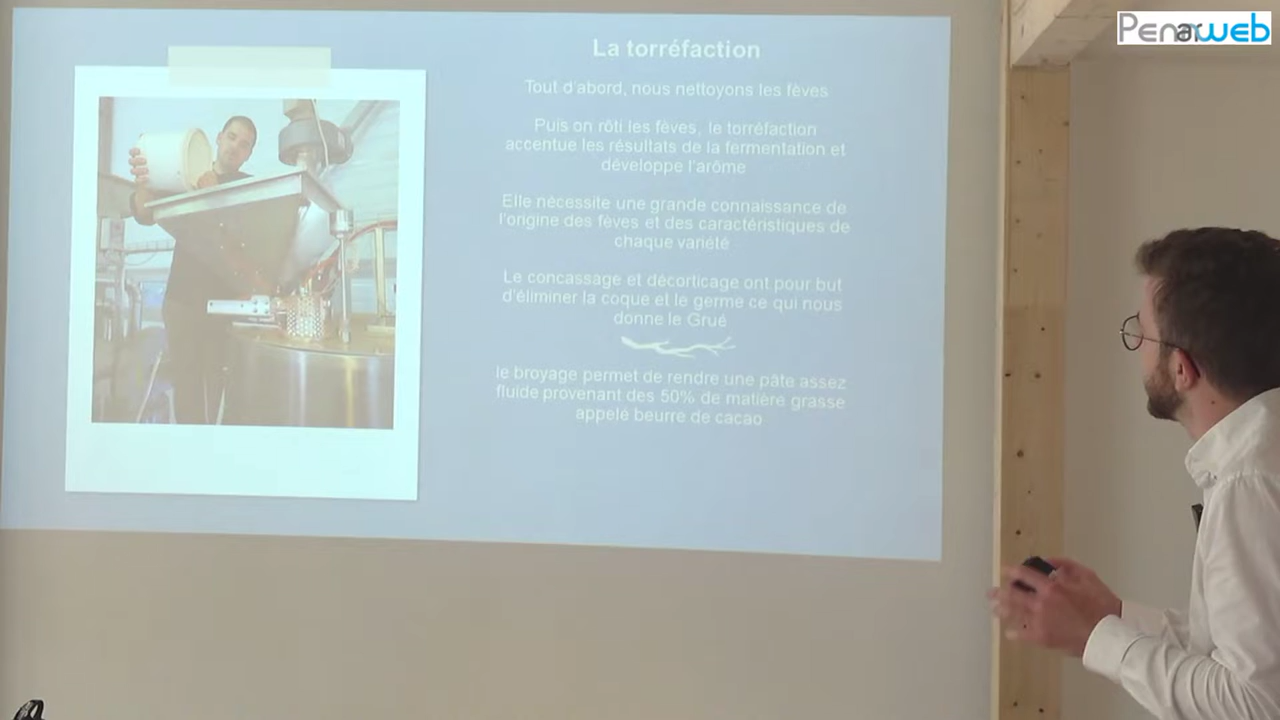 Penarweb
La torréfaction
Tout d'abord, nous nettoyons les fèves
Puis on rôti les fèves, le torréfaction
accentue les résultats de la fermentation et
développe l'arôme
Elle nécessite une grande connaissance de
l'origine des fèves et des caractéristiques de
chaque variété
Le concassage et décorticage ont pour but
d'éliminer la coque et le germe ce qui nous
donne le Grué
le broyage permet de rendre une pâte assez
fluide provenant des 50% de matière grasse
appelé beurre de cacao